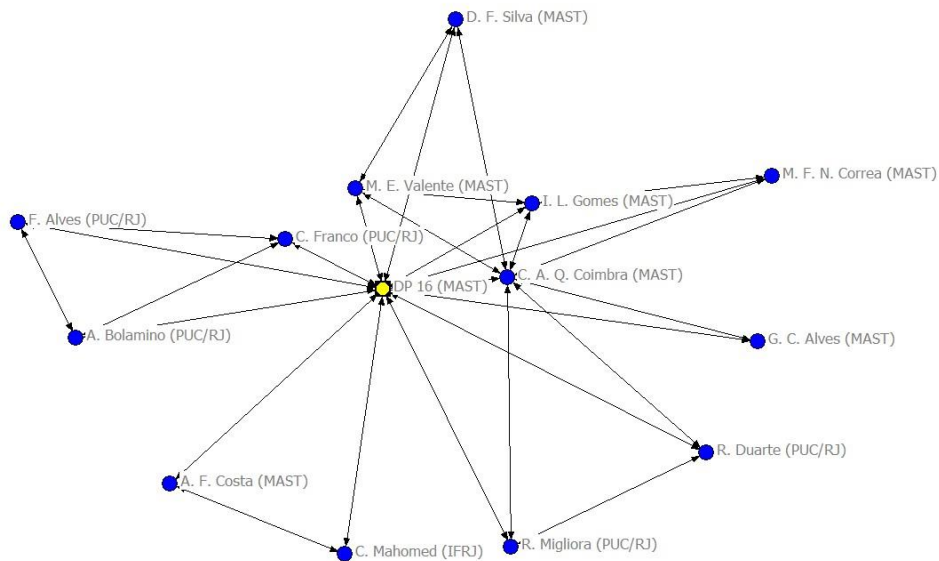 D. F. Silva (MAST)
M. F. N. Correa (MAST)
M. E. Valente (MAST)
I. L. Gomes (MAST)
F. Alves (PUC/RJ)
C. Franco (PUC/RJ)
C. A. Q. Coimbra (MAST)
DP 16 (MAST)
A. Bolamino (PUC/RJ)
G. C. Alves (MAST)
R. Duarte (PUC/RJ)
A. F. Costa (MAST)
R. Migliora (PUC/RJ)
C. Mahomed (IFRJ)